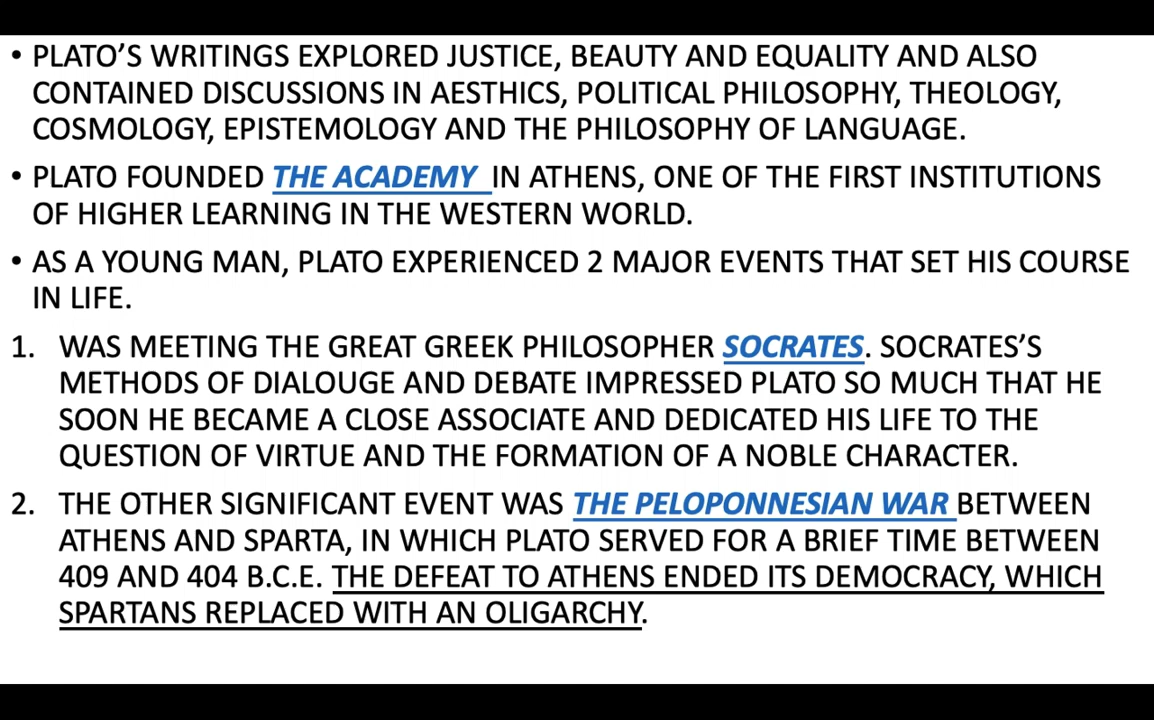 • PLATO’S WRITINGS EXPLORED JUSTICE, BEAUTY AND EQUALITY AND ALSO
CONTAINED DISCUSSIONS IN AESTHICS, POLITICAL PHILOSOPHY, THEOLOGY,
COSMOLOGY, EPISTEMOLOGY AND THE PHILOSOPHY OF LANGUAGE.
• PLATO FOUNDED THE ACADEMY IN ATHENS, ONE OF THE FIRST INSTITUTIONS
OF HIGHER LEARNING IN THE WESTERN WORLD.
• AS A YOUNG MAN, PLATO EXPERIENCED 2 MAJOR EVENTS THAT SET HIS COURSE
IN LIFE.
1. WAS MEETING THE GREAT GREEK PHILOSOPHER SOCRATES. SOCRATES’S
METHODS OF DIALOUGE AND DEBATE IMPRESSED PLATO SO MUCH THAT HE
SOON HE BECAME A CLOSE ASSOCIATE AND DEDICATED HIS LIFE TO THE
QUESTION OF VIRTUE AND THE FORMATION OF A NOBLE CHARACTER.
2. THE OTHER SIGNIFICANT EVENT WAS THE PELOPONNESIAN WAR BETWEEN
ATHENS AND SPARTA, IN WHICH PLATO SERVED FOR A BRIEF TIME BETWEEN
409 AND 404 B.C.E. THE DEFEAT TO ATHENS ENDED ITS DEMOCRACY, WHICH
SPARTANS REPLACED WITH AN OLIGARCHY.